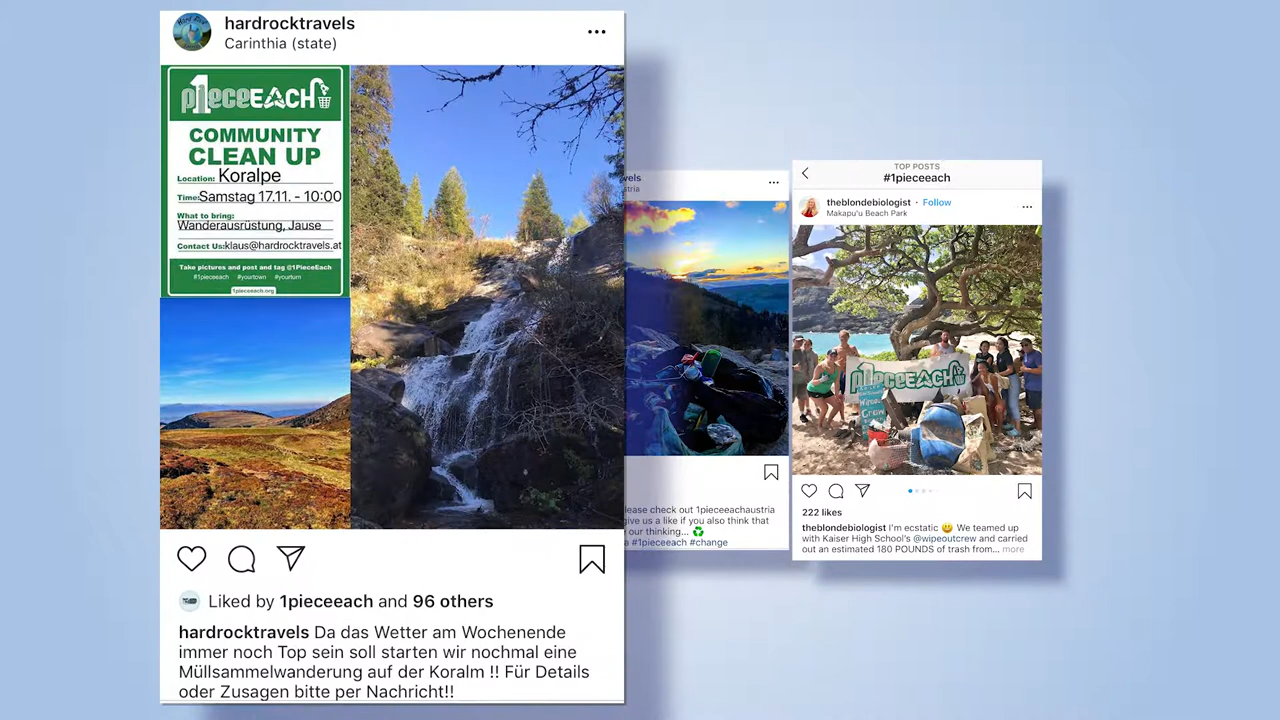 hardrocktravels
Carinthia (state)
1pieceEACH
COMMUNITY
CLEAN UP
Location: Koralpe
Time: Samstag 17.11. - 10:00
What to bring:
Wanderausrüstung, Jause
Contact Us: klaus@hardrocktravels.at
Take pictures and post and tag @1PieceEach
#1pieceeach #yourtown #yourturn
1pieceeach.org
Liked by 1pieceeach and 96 others
hardrocktravels Da das Wetter am Wochenende
immer noch Top sein soll starten wir nochmal eine
Müllsammelwanderung auf der Koralm !! Für Details
oder Zusagen bitte per Nachricht!!
vels
stria
lease check out 1pieceeachaustria
give us a like if you also think that
our thinking...
#1pieceeach #change
TOP POSTS
#1pieceeach
theblondebiologist · Follow
Makapu'u Beach Park
1pieceEACH
Crew
222 likes
theblondebiologist I'm ecstatic 😀 We teamed up
with Kaiser High School's @wipeoutcrew and carried
out an estimated 180 POUNDS of trash from... more